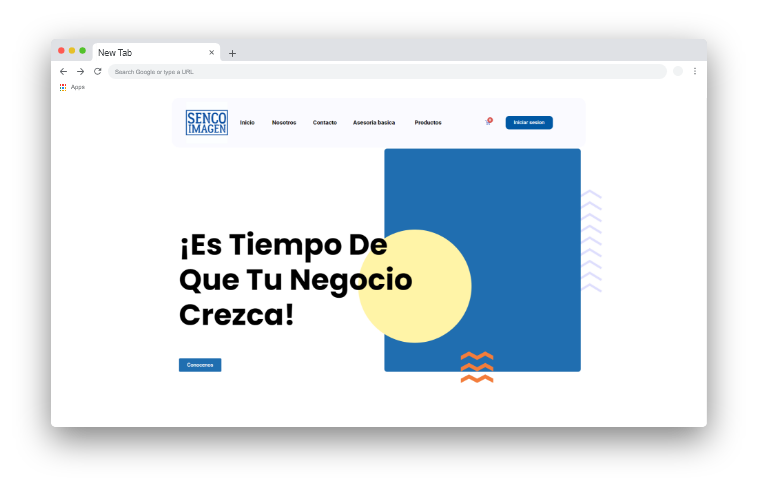 New Tab
Search Google or type a URL
Apps
SENCO
IMAGEN
Inicio
Nosotros
Contacto
Asesoria basica
Productos
Iniciar sesion
¡Es Tiempo De
Que Tu Negocio
Crezca!
Conocenos